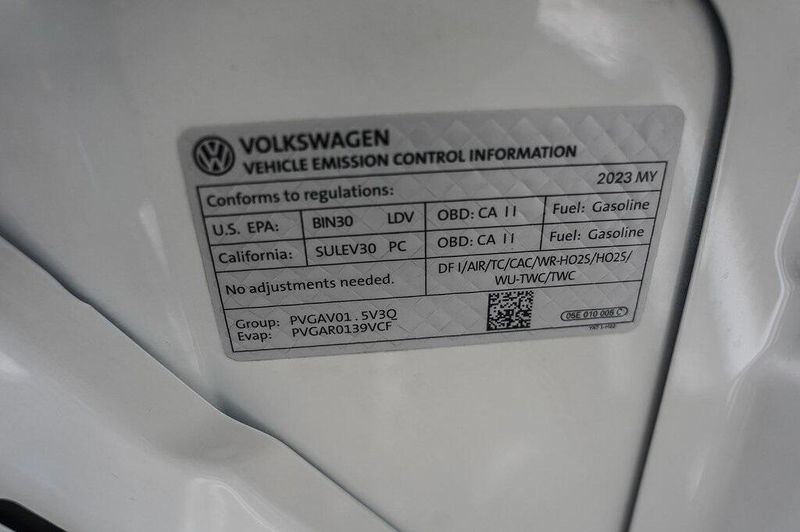 VOLKSWAGEN
VEHICLE EMISSION CONTROL INFORMATION
Conforms to regulations: 2023 MY
U.S. EPA: BIN30 LDV OBD: CA II Fuel: Gasoline
California: SULEV30 PC OBD: CA II Fuel: Gasoline
No adjustments needed. DFI/AIR/TC/CAC/WR-HO2S/HO2S/
WU-TWC/TWC
Group: PVGAV01.5V3Q
Evap: PVGAR0139VCF
05E 010 006 C